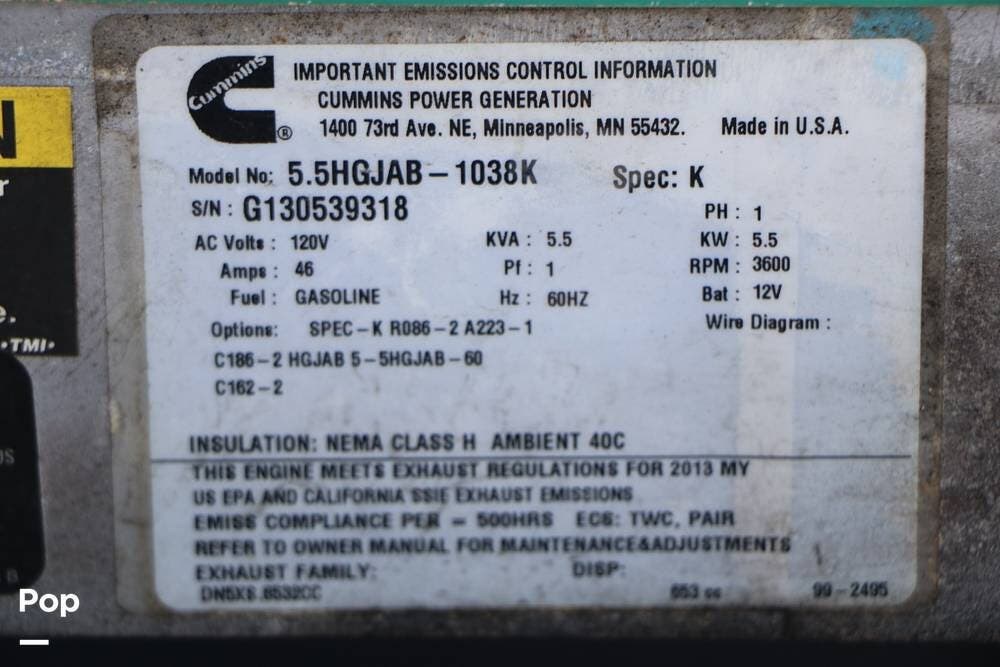 Cummins
IMPORTANT EMISSIONS CONTROL INFORMATION
CUMMINS POWER GENERATION
1400 73rd Ave. NE, Minneapolis, MN 55432. Made in U.S.A.
®
Model No: 5.5HGJAB-1038K Spec: K
S/N: G130539318 PH: 1
AC Volts: 120V KVA: 5.5 KW: 5.5
Amps: 46 Pf: 1 RPM: 3600
Fuel: GASOLINE Hz: 60HZ Bat: 12V
Options: SPEC-K R086-2 A223-1 Wire Diagram:
C186-2 HGJAB 5-5HGJAB-60
C162-2
INSULATION: NEMA CLASS H AMBIENT 40C
THIS ENGINE MEETS EXHAUST REGULATIONS FOR 2013 MY
US EPA AND CALIFORNIA SSIE EXHAUST EMISSIONS
EMISS COMPLIANCE PER = 500HRS ECS: TWC, PAIR
REFER TO OWNER MANUAL FOR MAINTENANCE&ADJUSTMENTS
EXHAUST FAMILY: DISP:
653 cc 99-2495
N
r
e.
•TMI•
Pop